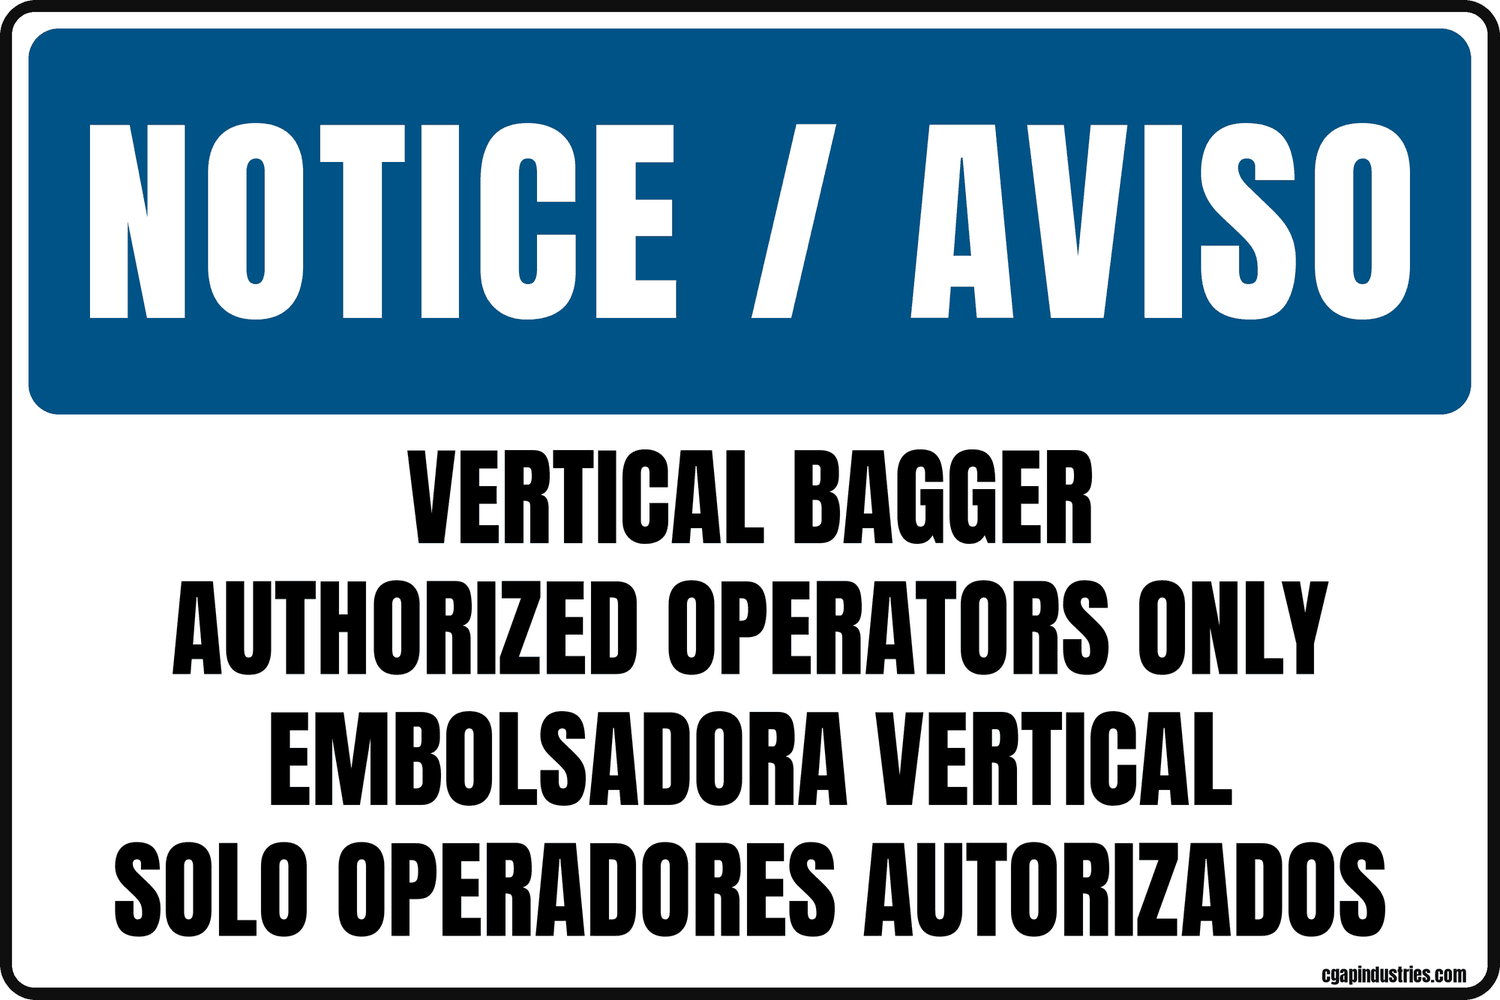 NOTICE / AVISO
VERTICAL BAGGER
AUTHORIZED OPERATORS ONLY
EMBOLSADORA VERTICAL
SOLO OPERADORES AUTORIZADOS
cgapindustries.com